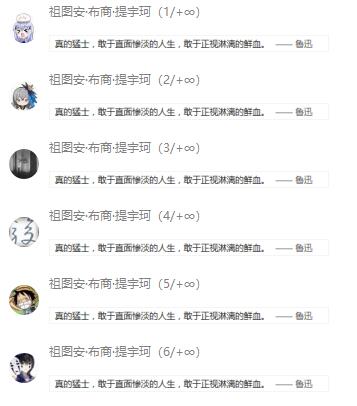 祖图安·布商·提宇珂（1/+∞）
真的猛士，敢于直面惨淡的人生，敢于正视淋漓的鲜血。 —— 鲁迅
祖图安·布商·提宇珂（2/+∞）
真的猛士，敢于直面惨淡的人生，敢于正视淋漓的鲜血。 —— 鲁迅
祖图安·布商·提宇珂（3/+∞）
真的猛士，敢于直面惨淡的人生，敢于正视淋漓的鲜血。 —— 鲁迅
祖图安·布商·提宇珂（4/+∞）
真的猛士，敢于直面惨淡的人生，敢于正视淋漓的鲜血。 —— 鲁迅
祖图安·布商·提宇珂（5/+∞）
真的猛士，敢于直面惨淡的人生，敢于正视淋漓的鲜血。 —— 鲁迅
祖图安·布商·提宇珂（6/+∞）
真的猛士，敢于直面惨淡的人生，敢于正视淋漓的鲜血。 —— 鲁迅